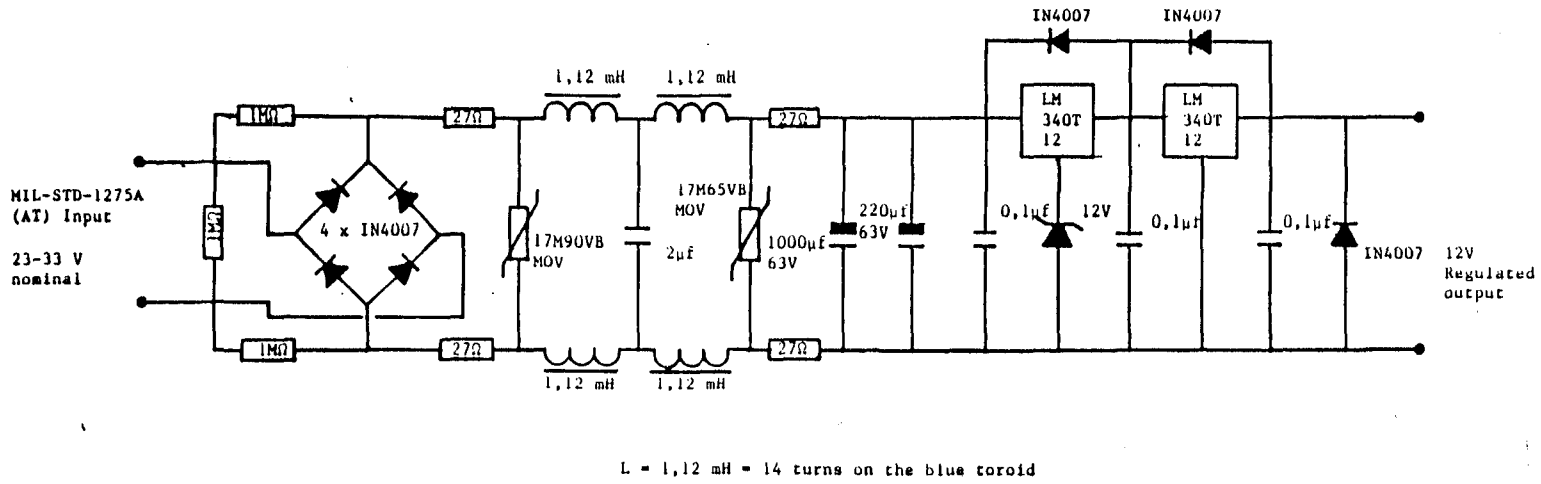 IN4007
IN4007
1,12 mH
1,12 mH
1MΩ
27Ω
27Ω
LM
340T
12
LM
340T
12
MIL-STD-1275A
(AT) Input
23-33 V
nominal
1MΩ
4 x IN4007
17M90VB
MOV
2µf
17M65VB
MOV
1000µf
63V
220µf
63V
0,1µf
12V
0,1µf
0,1µf
IN4007
12V
Regulated
output
1MΩ
27Ω
27Ω
1,12 mH
1,12 mH
L = 1,12 mH = 14 turns on the blue toroid